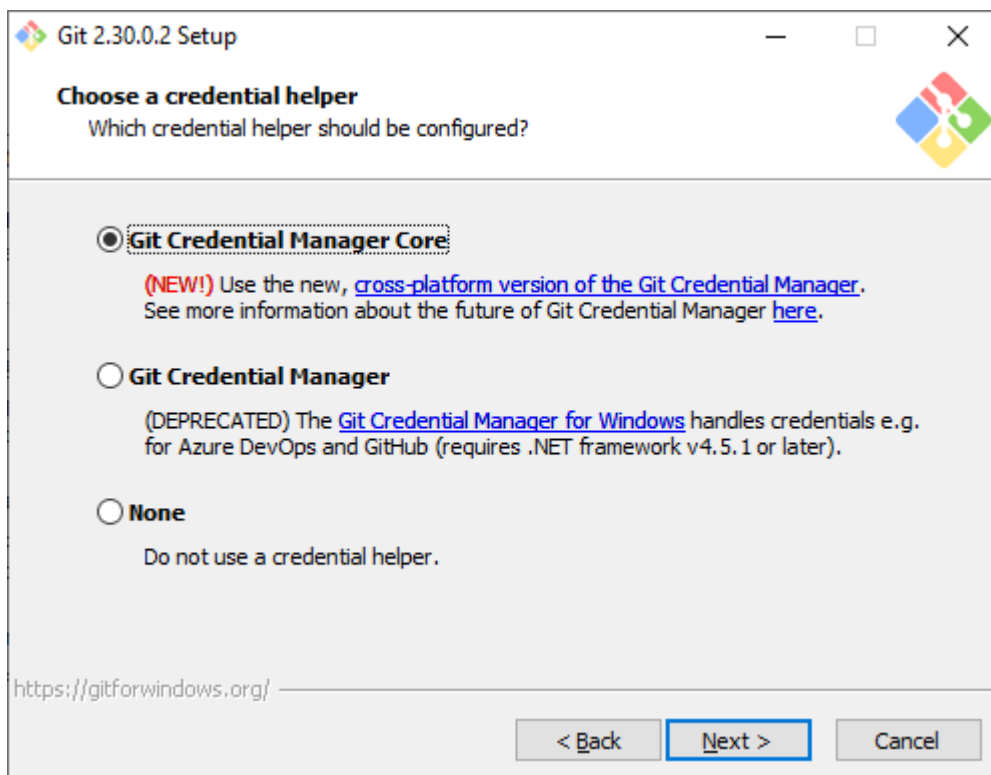 Git 2.30.0.2 Setup
Choose a credential helper
Which credential helper should be configured?
Git Credential Manager Core
(NEW!) Use the new, cross-platform version of the Git Credential Manager.
See more information about the future of Git Credential Manager here.
Git Credential Manager
(DEPRECATED) The Git Credential Manager for Windows handles credentials e.g.
for Azure DevOps and GitHub (requires .NET framework v4.5.1 or later).
None
Do not use a credential helper.
https://gitforwindows.org/
< Back Next > Cancel